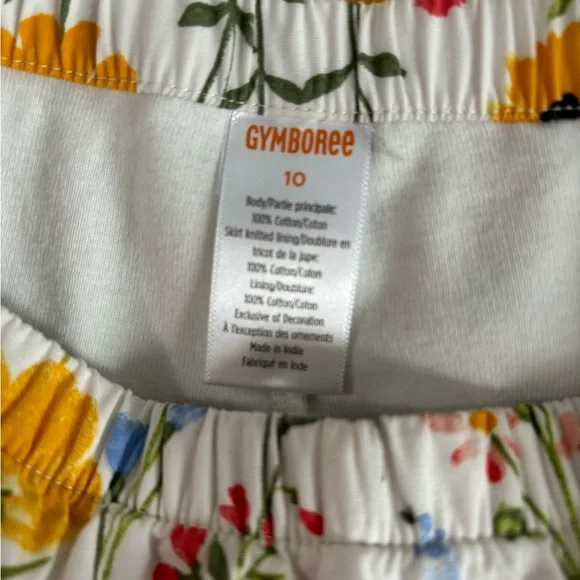 GYMBOREE
10
Body/Partie principale:
100% Cotton/Coton
Skirt knitted lining/Doublure en
tricot de la jupe:
100% Cotton/Coton
Lining/Doublure:
100% Cotton/Coton
Exclusive of Decoration
À l'exception des ornements
Made in India
Fabriqué en Inde